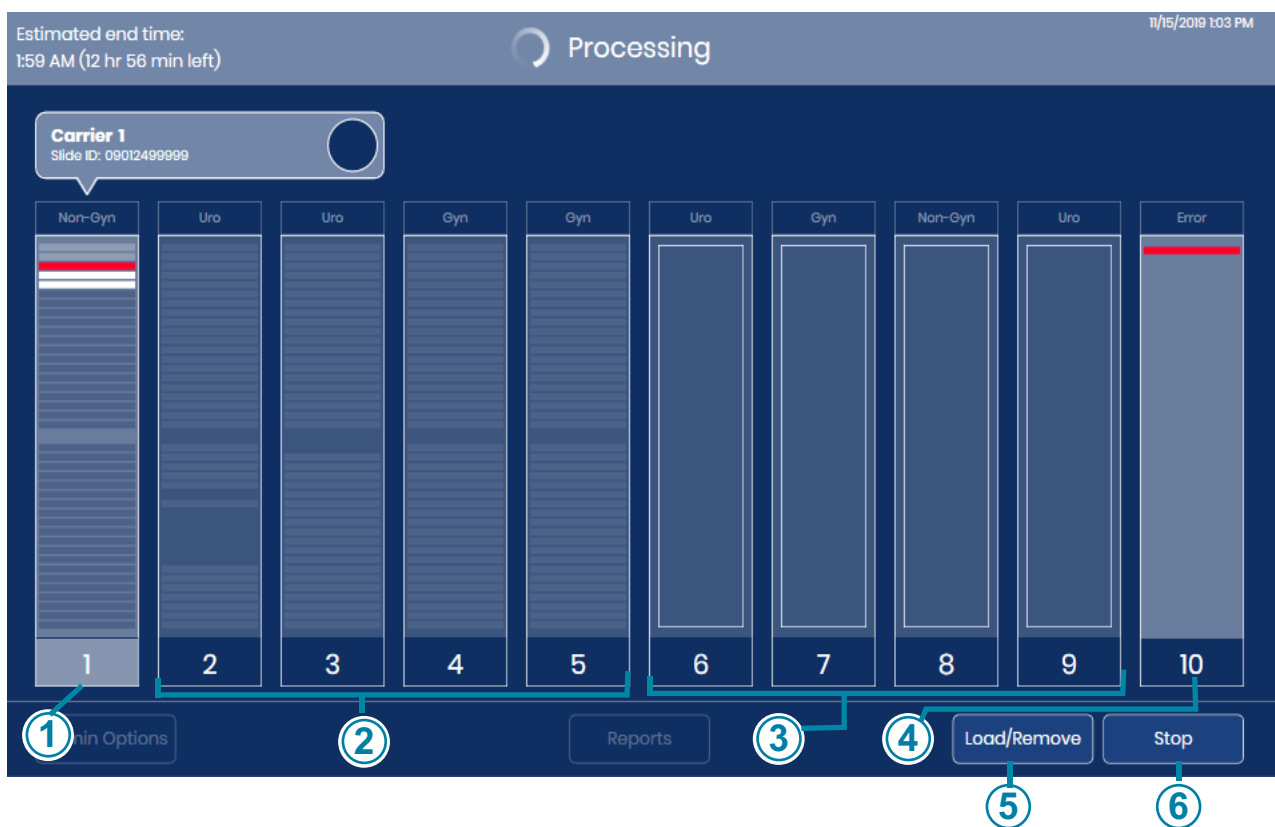 Estimated end time:
1:59 AM (12 hr 56 min left)
Processing
11/15/2019 1:03 PM
Carrier 1
Slide ID: 09012499999
Non-Gyn
Uro
Uro
Gyn
Gyn
Uro
Gyn
Non-Gyn
Uro
Error
1
2
3
4
5
6
7
8
9
10
1
min Options
2
Reports
3
4
Load/Remove
Stop
5
6